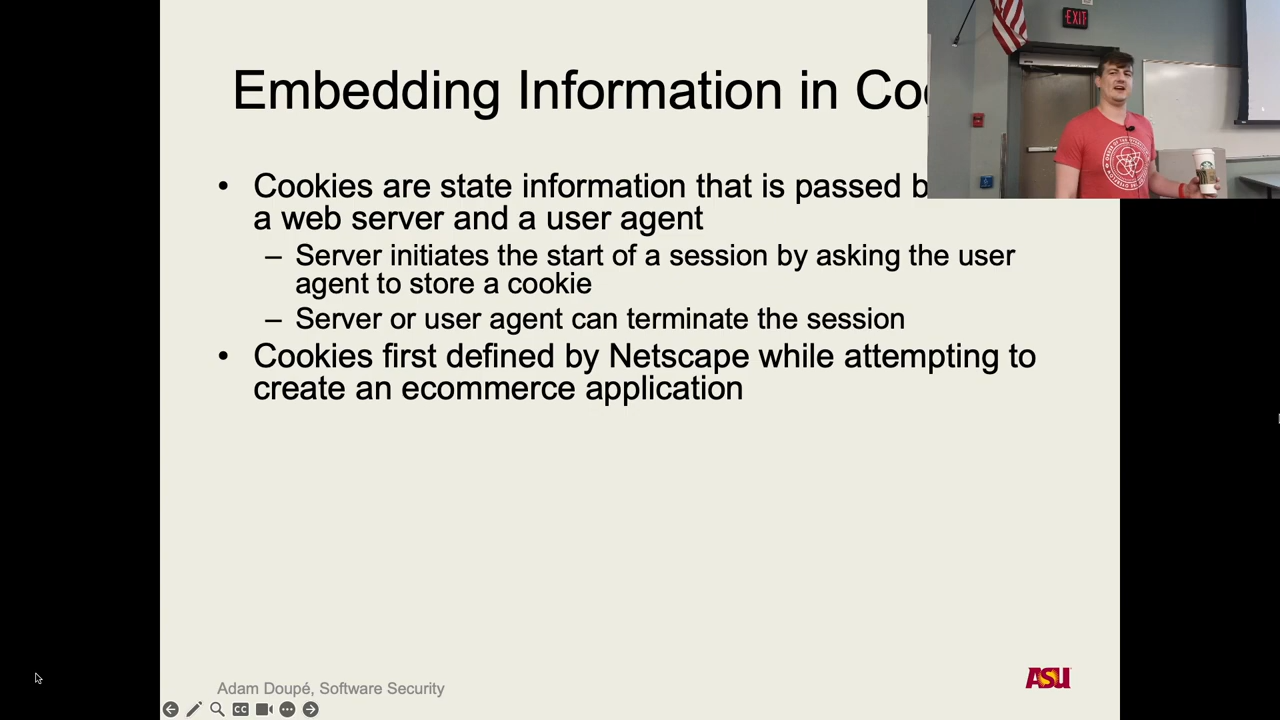 Embedding Information in
EXIT
• Cookies are state information that is passed
a web server and a user agent
– Server initiates the start of a session by asking the user
agent to store a cookie
– Server or user agent can terminate the session
• Cookies first defined by Netscape while attempting to
create an ecommerce application
Adam Doupé, Software Security
ASU
CC